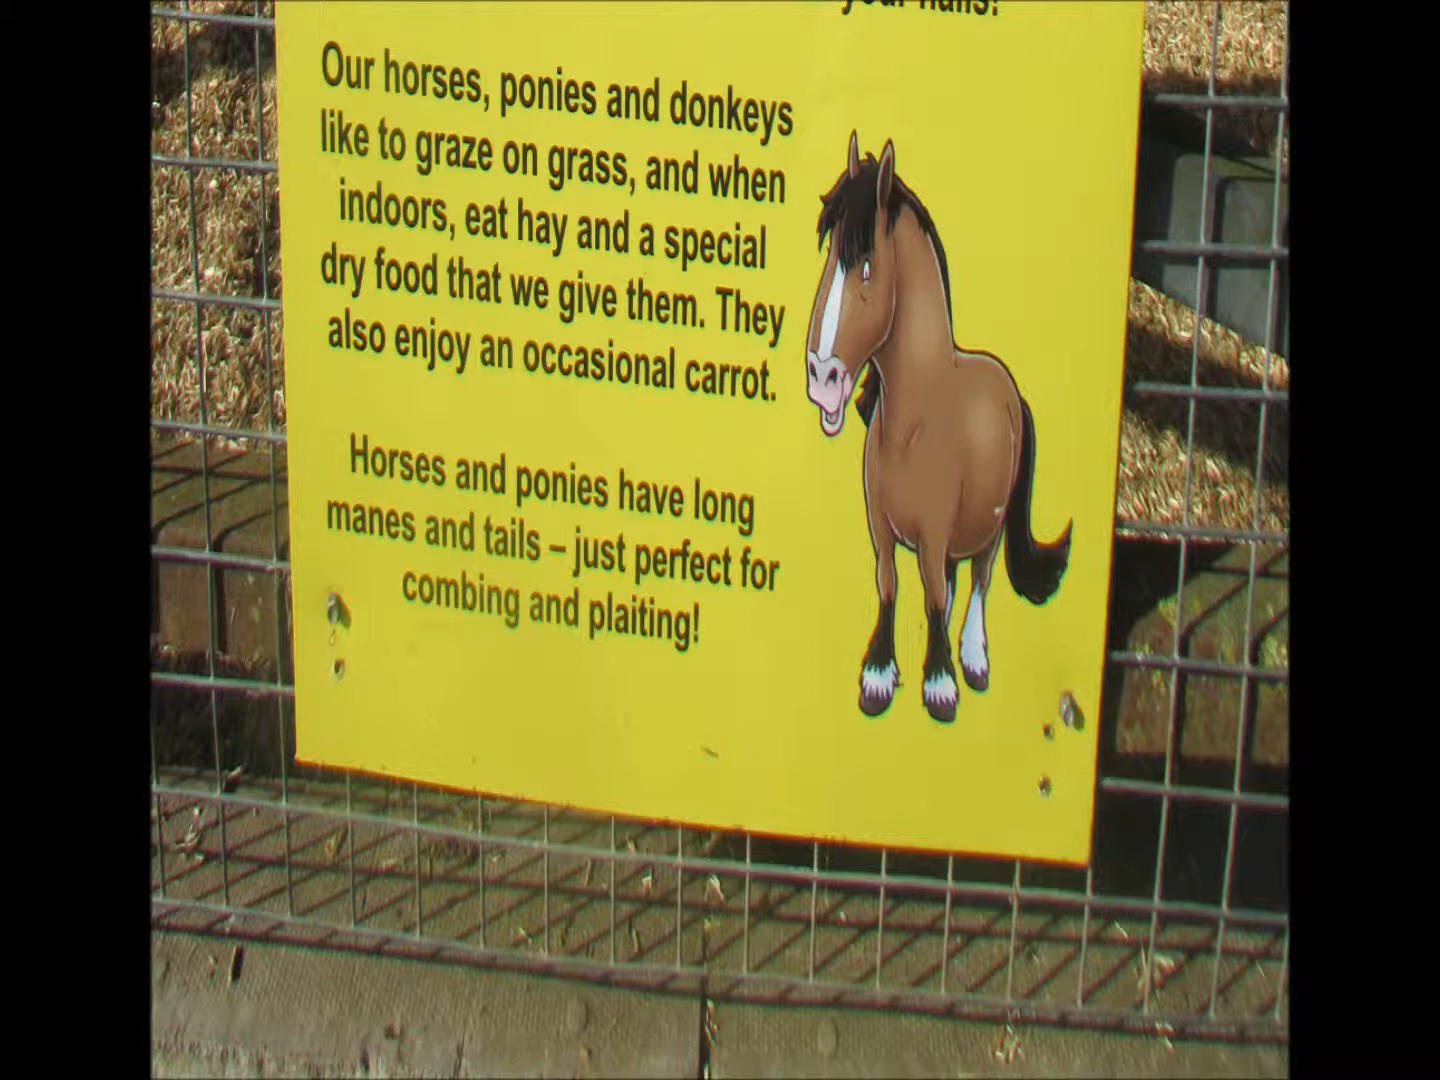 your nails!
Our horses, ponies and donkeys
like to graze on grass, and when
indoors, eat hay and a special
dry food that we give them. They
also enjoy an occasional carrot.
Horses and ponies have long
manes and tails – just perfect for
combing and plaiting!